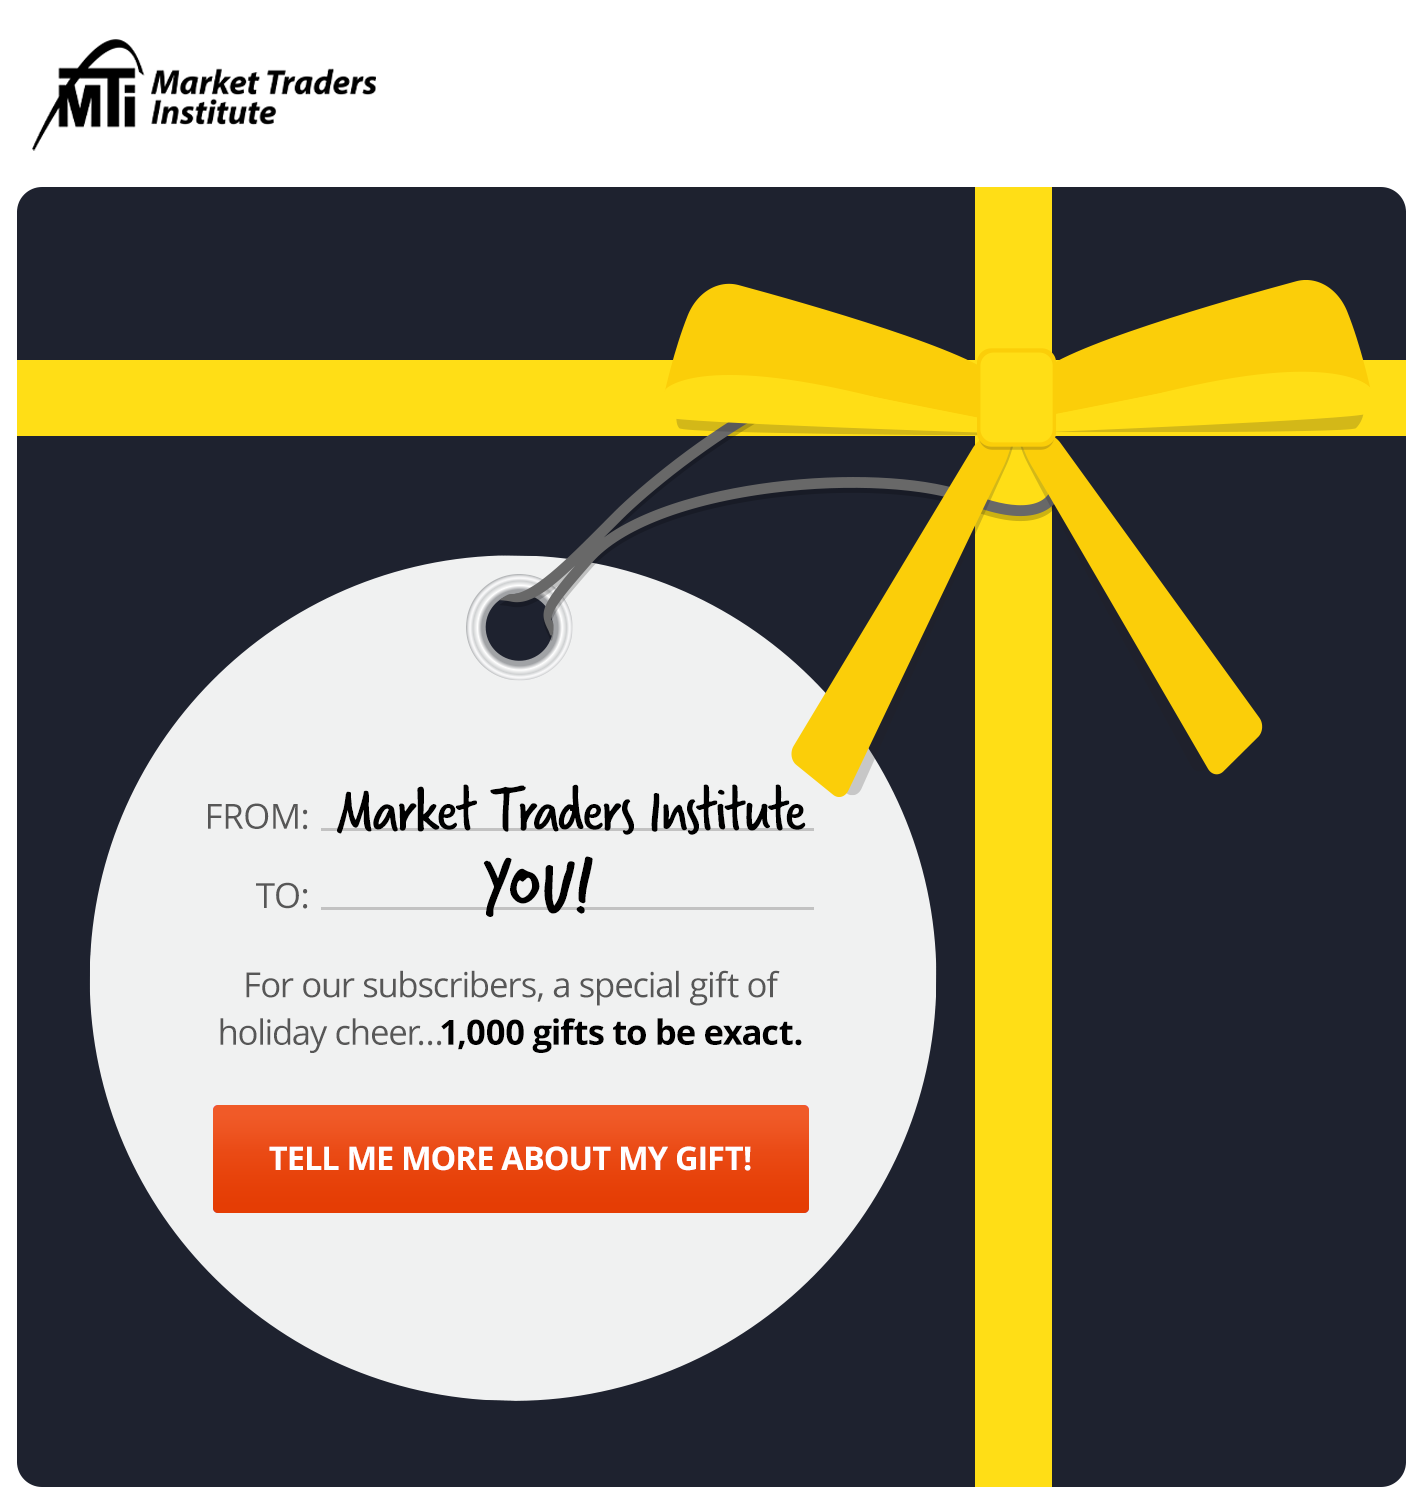 MTi Market Traders
Institute
FROM: Market Traders Institute
TO: YOU!
For our subscribers, a special gift of
holiday cheer...1,000 gifts to be exact.
TELL ME MORE ABOUT MY GIFT!